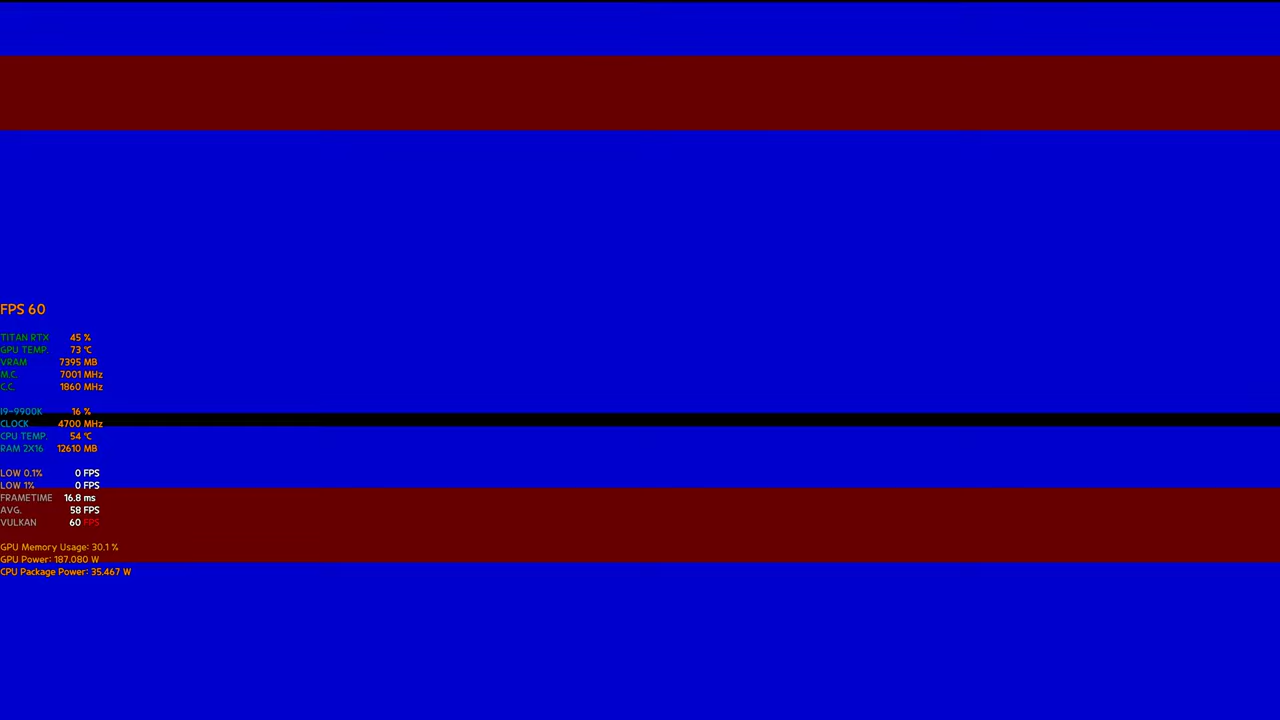 FPS 60
TITAN RTX 45 %
GPU TEMP. 73 ℃
VRAM 7395 MB
M.C. 7001 MHz
C.C. 1860 MHz
I9-9900K 16 %
CLOCK 4700 MHz
CPU TEMP. 54 ℃
RAM 2X16 12610 MB
LOW 0.1% 0 FPS
LOW 1% 0 FPS
FRAMETIME 16.8 ms
AVG. 58 FPS
VULKAN 60 FPS
GPU Memory Usage: 30.1 %
GPU Power: 187.080 W
CPU Package Power: 35.467 W